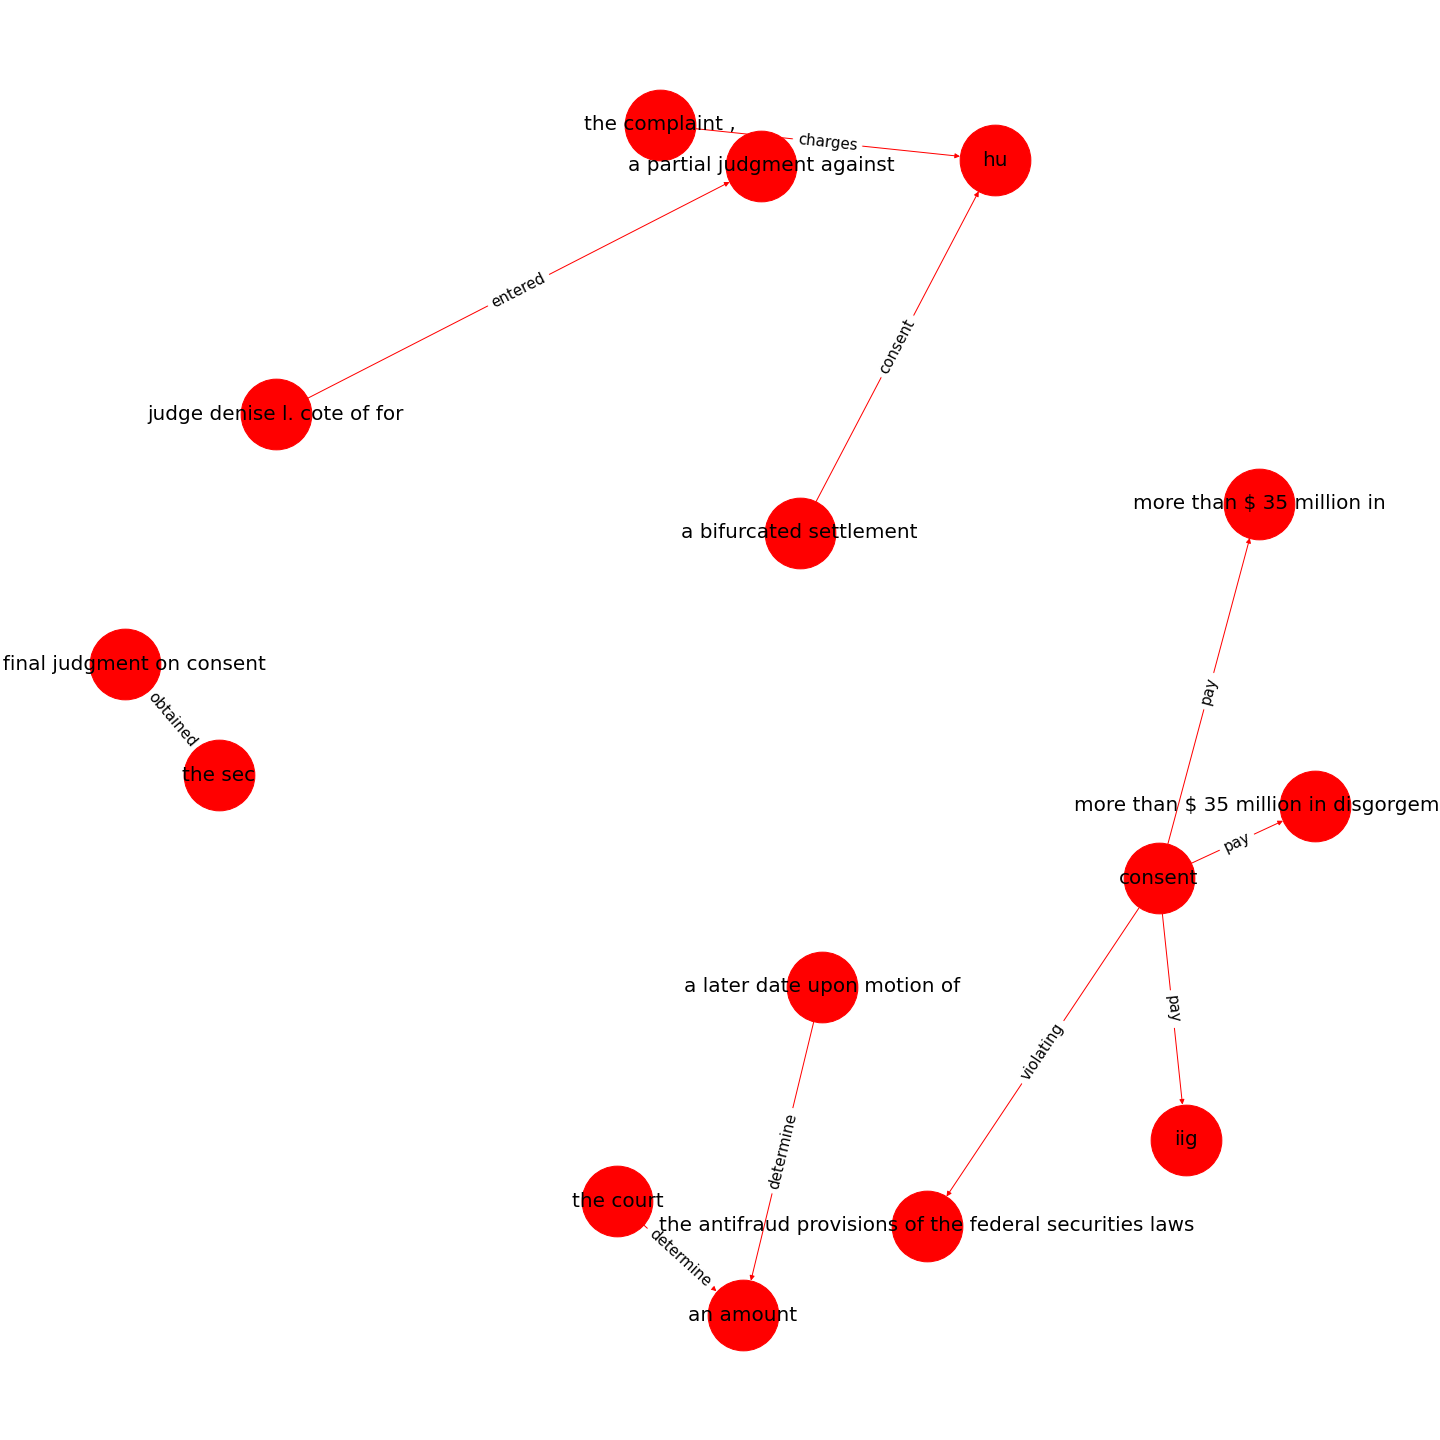 the complaint ,
charges
hu
a partial judgment against
entered
consent
judge denise l. cote of for
more than $ 35 million in
a bifurcated settlement
final judgment on consent
pay
obtained
the sec
more than $ 35 million in disgorgem
pay
consent
a later date upon motion of
pay
violating
iig
determine
the court
the antifraud provisions of the federal securities laws
determine
an amount